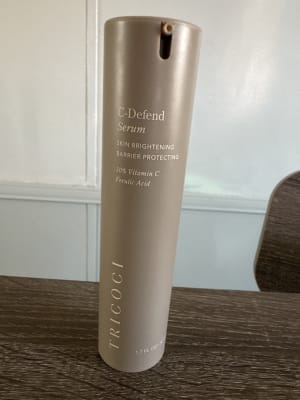 C-Defend
Serum
SKIN BRIGHTENING
BARRIER PROTECTING
10% Vitamin C
Ferulic Acid
TRICOCI